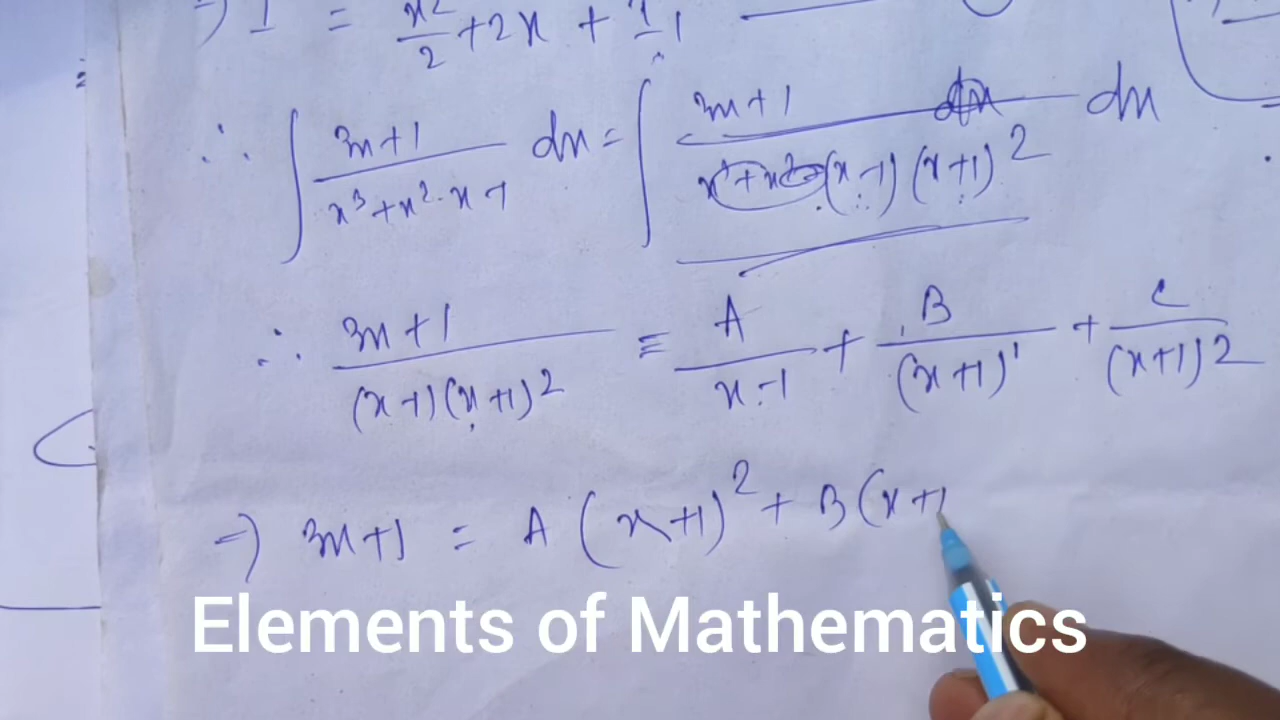 ⇒ I = x²/2 + 2x +
∴ ∫ 3x+1 / x³+x²-x-1 dx = ∫ 3x+1 / (x-1)(x+1)² dx
∴ 3x+1 / (x-1)(x+1)² ≡ A / x-1 + B / (x+1)¹ + C / (x+1)²
⇒ 3x+1 = A (x+1)² + B (x+1
Elements of Mathematics